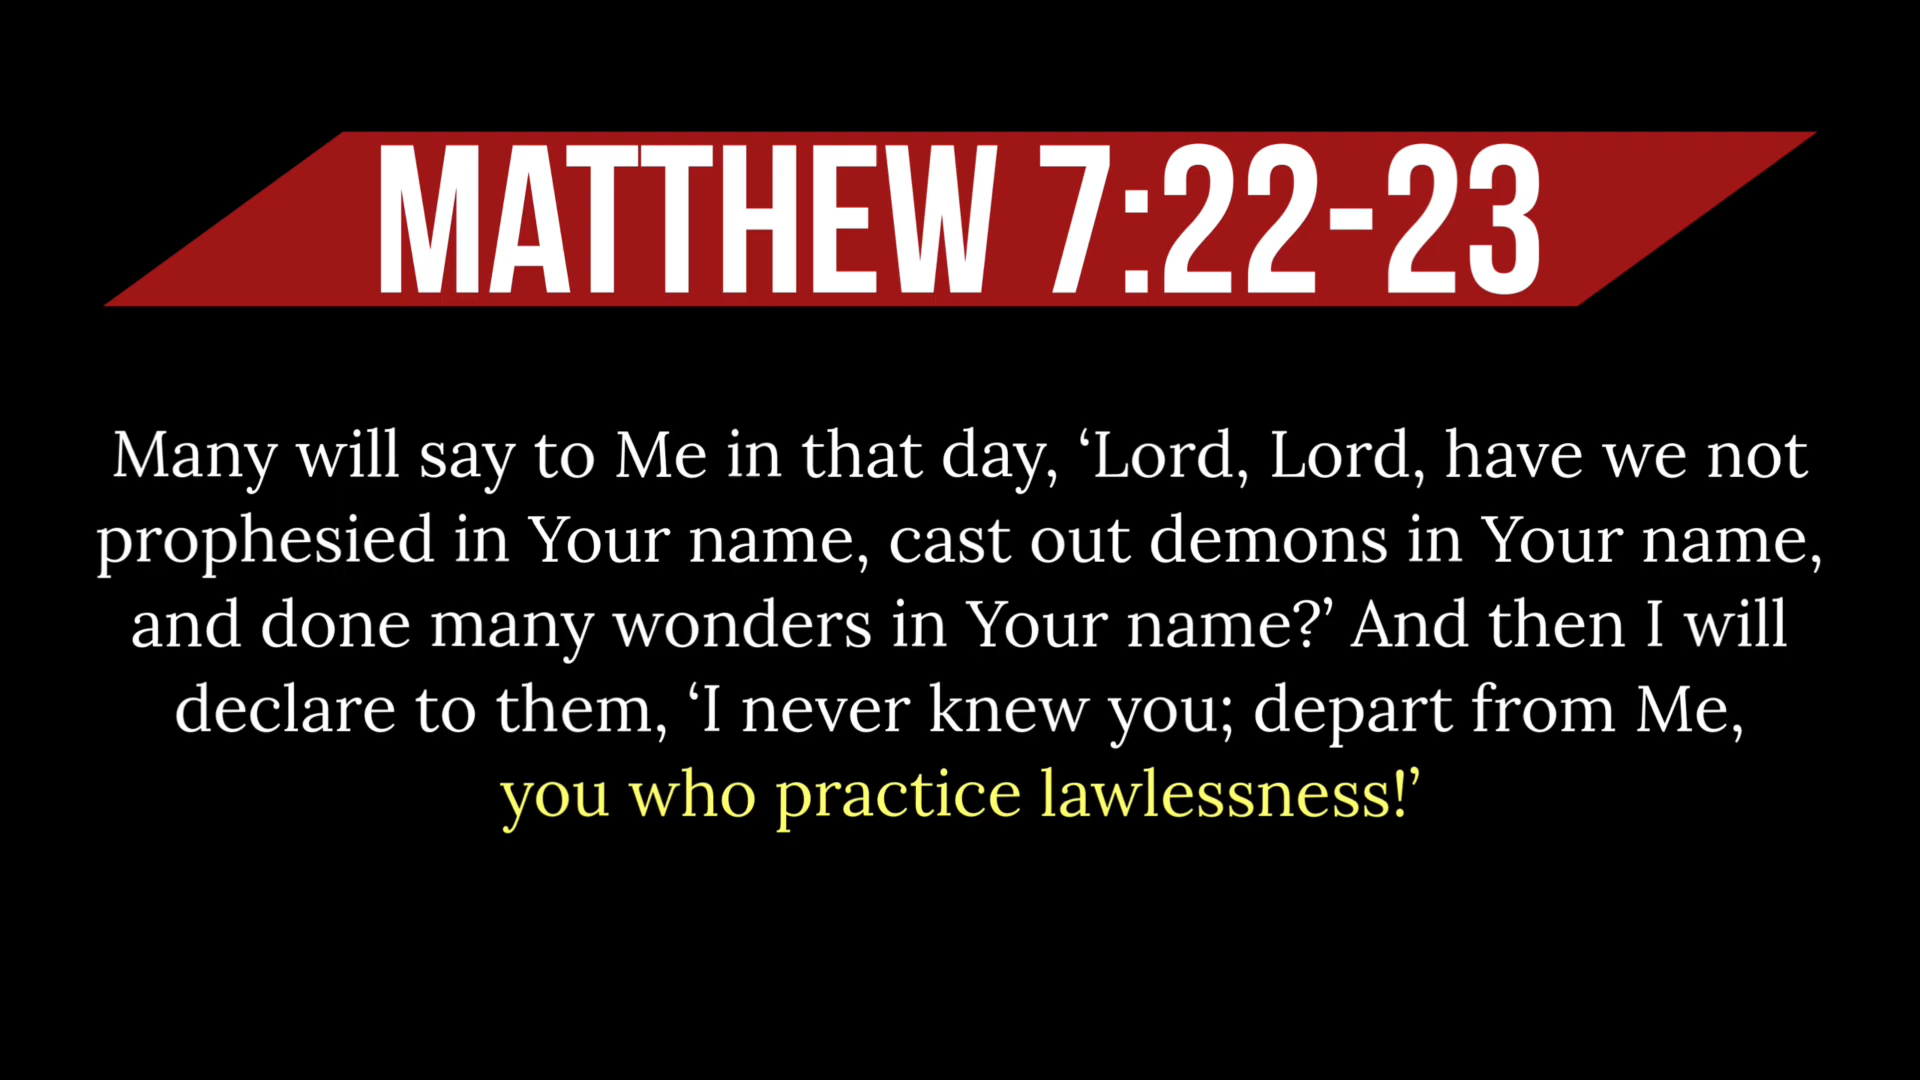 MATTHEW 7:22-23
Many will say to Me in that day, ‘Lord, Lord, have we not
prophesied in Your name, cast out demons in Your name,
and done many wonders in Your name?’ And then I will
declare to them, ‘I never knew you; depart from Me,
you who practice lawlessness!’